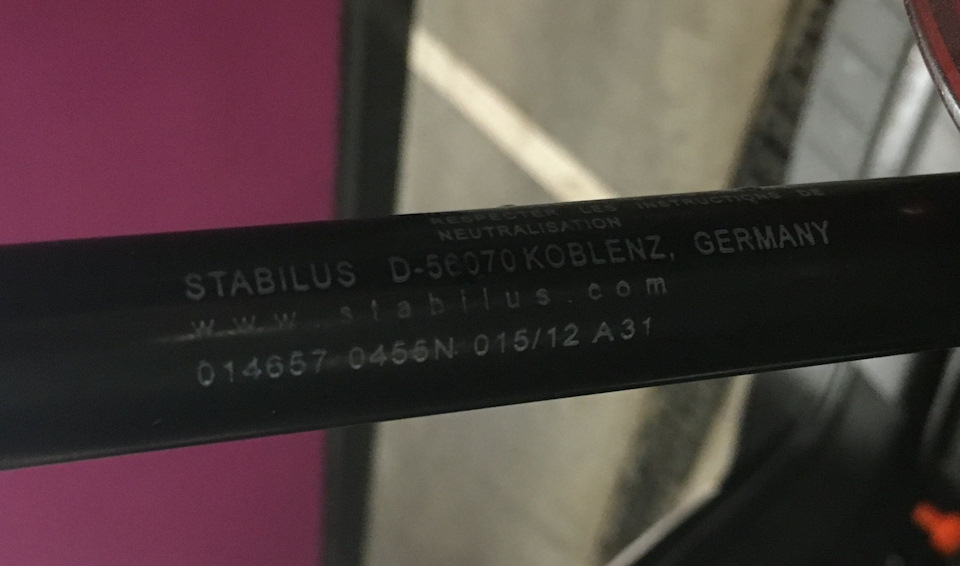 RESPECTER LES INSTRUCTIONS DE
NEUTRALISATION
STABILUS D-56070 KOBLENZ, GERMANY
www.stabilus.com
014657 0455N 015/12 A31